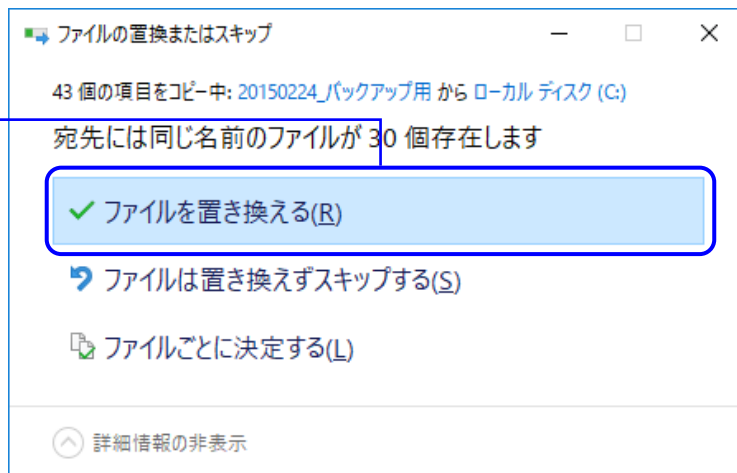 ファイルの置換またはスキップ
43 個の項目をコピー中: 20150224_バックアップ用 から ローカル ディスク (C:)
宛先には同じ名前のファイルが 30 個存在します
ファイルを置き換える(R)
ファイルは置き換えずスキップする(S)
ファイルごとに決定する(L)
詳細情報の非表示